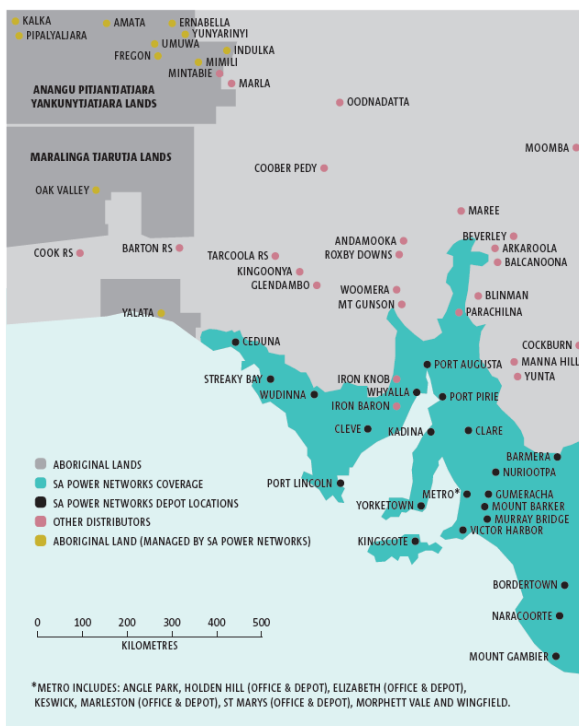 KALKA
AMATA
ERNABELLA
PIPALYALJARA
YUNYARINYI
UMUWA
INDULKA
FREGON
MIMILI
MINTABIE
MARLA
ANANGU PITJANTJATJARA
YANKUNYTJATJARA LANDS
OODNADATTA
MOOMBA
MARALINGA TJARUTJA LANDS
COOBER PEDY
OAK VALLEY
MAREE
BEVERLEY
ANDAMOOKA
BARTON RS
ARKAROOLA
COOK RS
TARCOOLA RS
ROXBY DOWNS
BALCANOONA
KINGOONYA
GLENDAMBO
WOOMERA
BLINMAN
MT GUNSON
YALATA
PARACHILNA
CEDUNA
COCKBURN
PORT AUGUSTA
MANNA HILL
STREAKY BAY
IRON KNOB
YUNTA
WUDINNA
WHYALLA
PORT PIRIE
IRON BARON
CLEVE
KADINA
CLARE
BARMERA
ABORIGINAL LANDS
NURIOOTPA
SA POWER NETWORKS COVERAGE
PORT LINCOLN
METRO*
GUMERACHA
SA POWER NETWORKS DEPOT LOCATIONS
YORKETOWN
MOUNT BARKER
OTHER DISTRIBUTORS
MURRAY BRIDGE
VICTOR HARBOR
ABORIGINAL LAND (MANAGED BY SA POWER NETWORKS)
KINGSCOTE
BORDERTOWN
NARACOORTE
0 100 200 300 400 500
KILOMETRES
MOUNT GAMBIER
*METRO INCLUDES: ANGLE PARK, HOLDEN HILL (OFFICE & DEPOT), ELIZABETH (OFFICE & DEPOT),
KESWICK, MARLESTON (OFFICE & DEPOT), ST MARYS (OFFICE & DEPOT), MORPHETT VALE AND WINGFIELD.